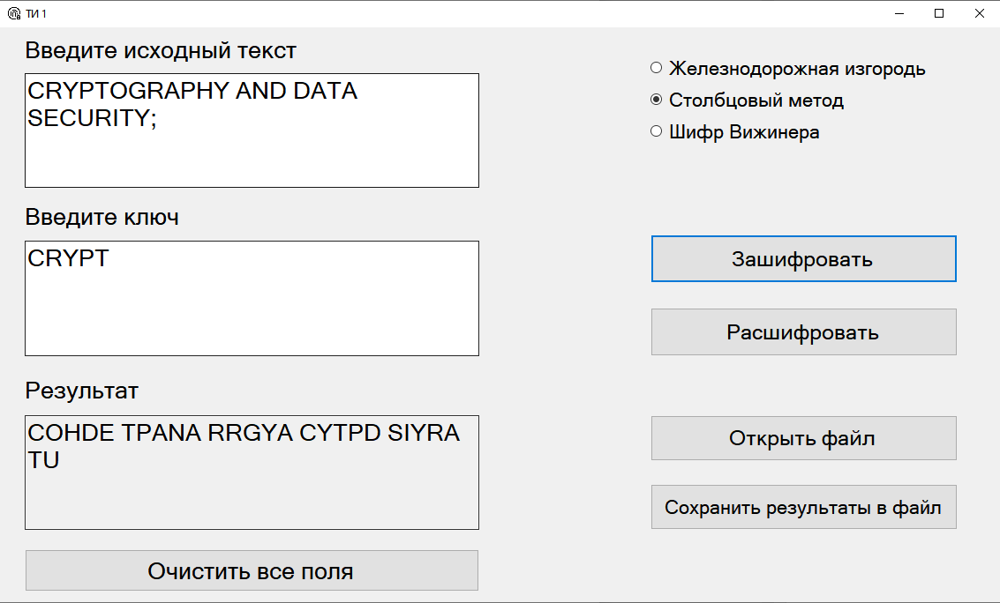 ТИ 1
Введите исходный текст
CRYPTOGRAPHY AND DATA
SECURITY;
Введите ключ
CRYPT
Результат
COHDE TPANA RRGYA CYTPD SIYRA
TU
Очистить все поля
Железнодорожная изгородь
Столбцовый метод
Шифр Вижинера
Зашифровать
Расшифровать
Открыть файл
Сохранить результаты в файл